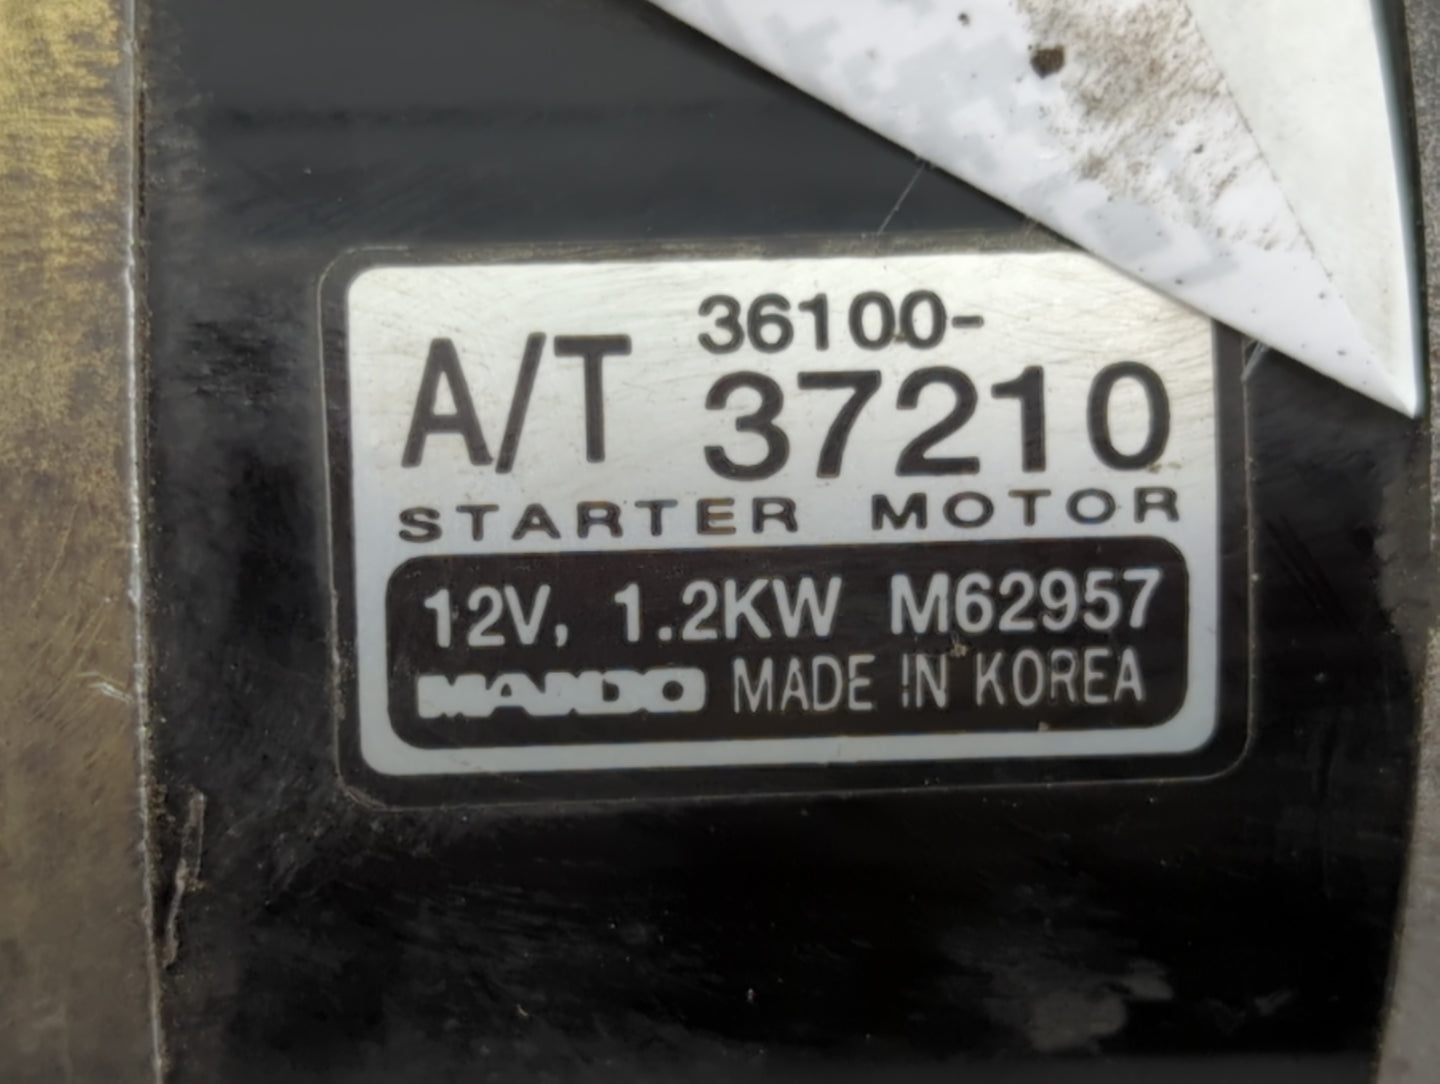 A/T 36100-
37210
STARTER MOTOR
12V, 1.2KW M62957
MANDO MADE IN KOREA